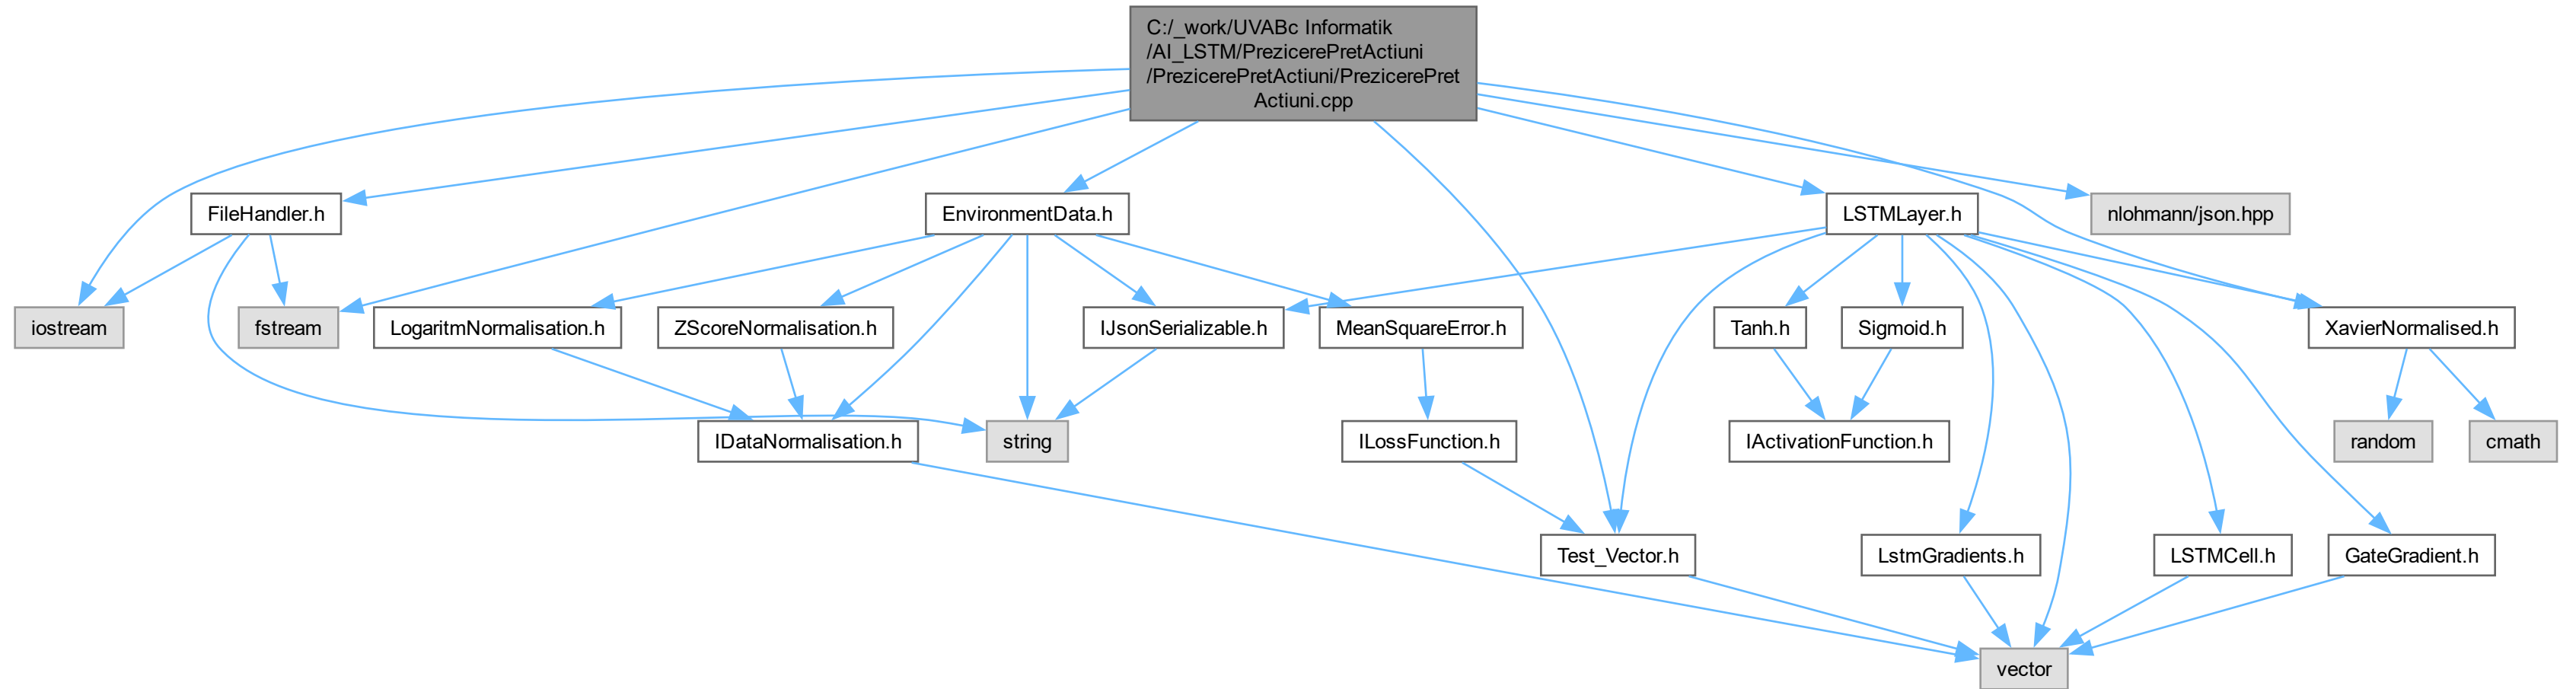 C:/_work/UVABc Informatik
/AI_LSTM/PrezicerePretActiuni
/PrezicerePretActiuni/PrezicerePret
Actiuni.cpp
FileHandler.h
EnvironmentData.h
LSTMLayer.h
nlohmann/json.hpp
iostream
fstream
LogaritmNormalisation.h
ZScoreNormalisation.h
IJsonSerializable.h
MeanSquareError.h
Tanh.h
Sigmoid.h
XavierNormalised.h
IDataNormalisation.h
string
ILossFunction.h
IActivationFunction.h
random
cmath
Test_Vector.h
LstmGradients.h
LSTMCell.h
GateGradient.h
vector